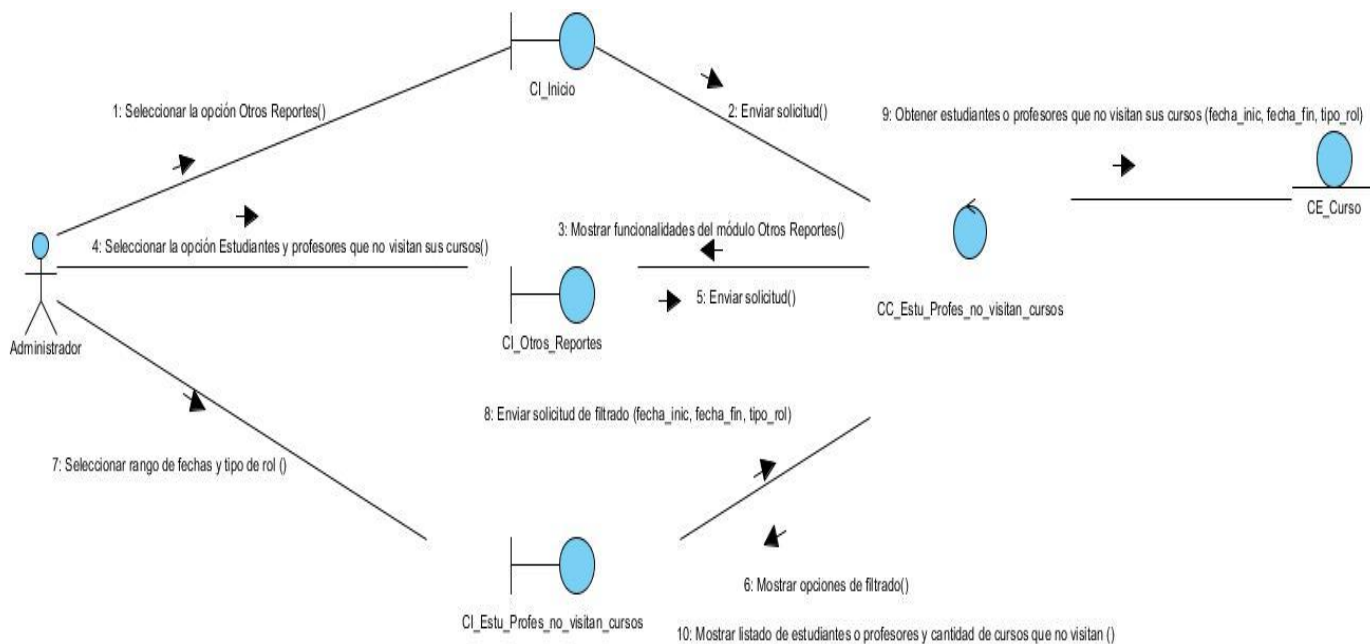 CI_Inicio
1: Seleccionar la opción Otros Reportes()
2: Enviar solicitud()
9: Obtener estudiantes o profesores que no visitan sus cursos (fecha_inic, fecha_fin, tipo_rol)
CE_Curso
4: Seleccionar la opción Estudiantes y profesores que no visitan sus cursos()
3: Mostrar funcionalidades del módulo Otros Reportes()
5: Enviar solicitud()
CC_Estu_Profes_no_visitan_cursos
Administrador
CI_Otros_Reportes
8: Enviar solicitud de filtrado (fecha_inic, fecha_fin, tipo_rol)
7: Seleccionar rango de fechas y tipo de rol ()
6: Mostrar opciones de filtrado()
CI_Estu_Profes_no_visitan_cursos
10: Mostrar listado de estudiantes o profesores y cantidad de cursos que no visitan ()